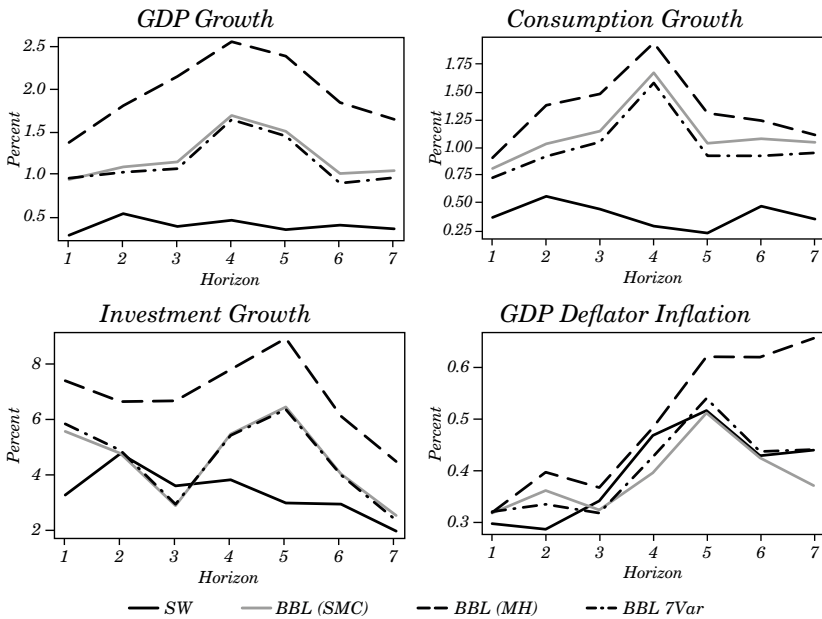 GDP Growth
Percent
2.5
2.0
1.5
1.0
0.5
1 2 3 4 5 6 7
Horizon
Consumption Growth
Percent
1.75
1.50
1.25
1.00
0.75
0.50
0.25
1 2 3 4 5 6 7
Horizon
Investment Growth
Percent
8
6
4
2
1 2 3 4 5 6 7
Horizon
GDP Deflator Inflation
Percent
0.6
0.5
0.4
0.3
1 2 3 4 5 6 7
Horizon
SW BBL (SMC) BBL (MH) BBL 7Var